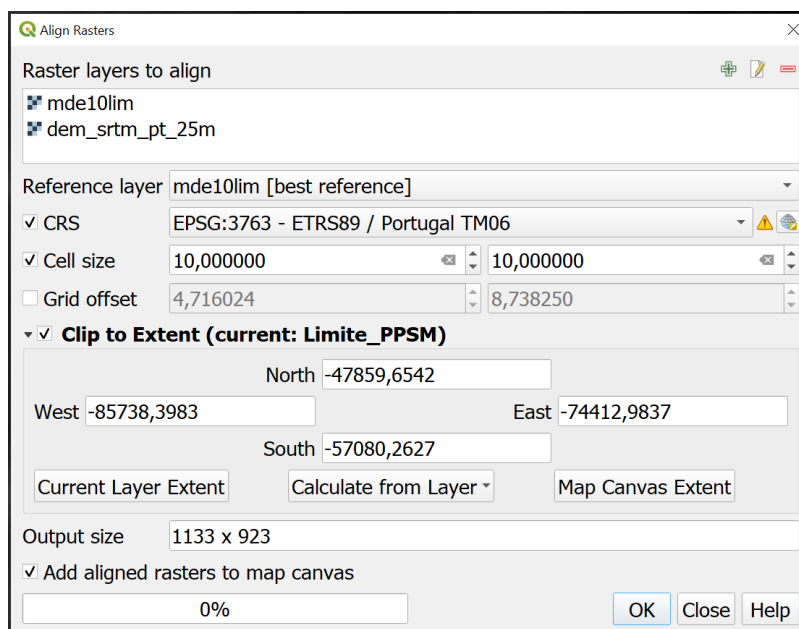 Align Rasters
Raster layers to align
mde10lim
dem_srtm_pt_25m
Reference layer mde10lim [best reference]
CRS EPSG:3763 - ETRS89 / Portugal TM06
Cell size 10,000000 10,000000
Grid offset 4,716024 8,738250
Clip to Extent (current: Limite_PPSM)
North -47859,6542
West -85738,3983 East -74412,9837
South -57080,2627
Current Layer Extent Calculate from Layer Map Canvas Extent
Output size 1133 x 923
Add aligned rasters to map canvas
0% OK Close Help